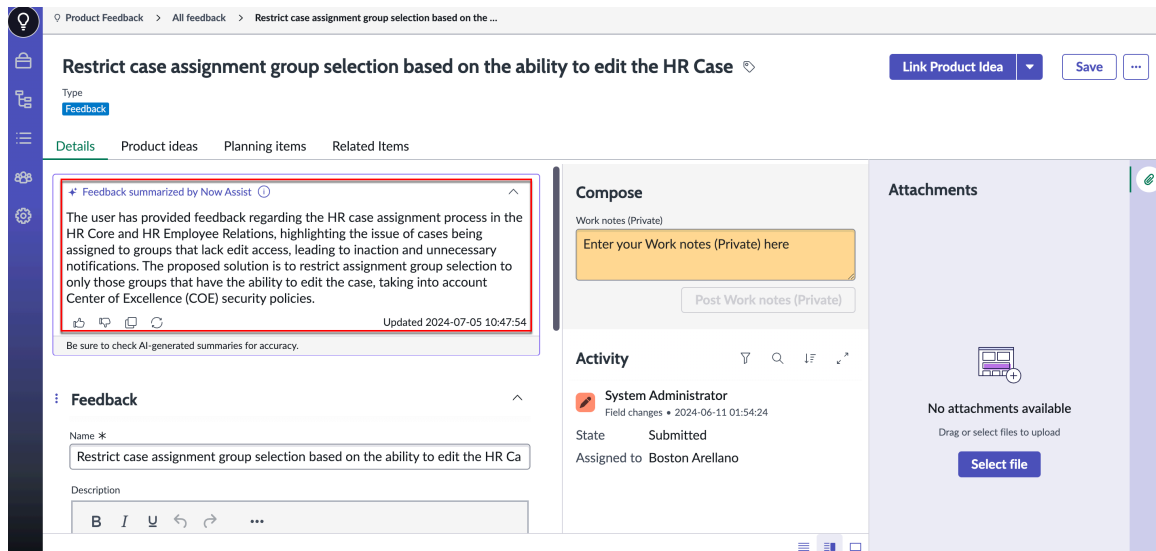 Product Feedback > All feedback > Restrict case assignment group selection based on the ...
Restrict case assignment group selection based on the ability to edit the HR Case
Link Product Idea
Save
Type
Feedback
Details Product ideas Planning items Related Items
Feedback summarized by Now Assist
The user has provided feedback regarding the HR case assignment process in the
HR Core and HR Employee Relations, highlighting the issue of cases being
assigned to groups that lack edit access, leading to inaction and unnecessary
notifications. The proposed solution is to restrict assignment group selection to
only those groups that have the ability to edit the case, taking into account
Center of Excellence (COE) security policies.
Updated 2024-07-05 10:47:54
Be sure to check AI-generated summaries for accuracy.
Feedback
Name *
Restrict case assignment group selection based on the ability to edit the HR Ca
Description
B I U
Compose
Work notes (Private)
Enter your Work notes (Private) here
Post Work notes (Private)
Activity
System Administrator
Field changes • 2024-06-11 01:54:24
State Submitted
Assigned to Boston Arellano
Attachments
No attachments available
Drag or select files to upload
Select file